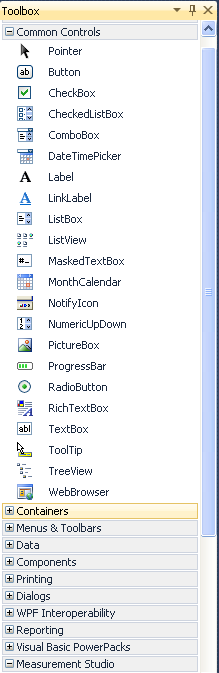 Toolbox
Common Controls
Pointer
ab Button
CheckBox
CheckedListBox
ComboBox
DateTimePicker
A Label
A LinkLabel
ListBox
ListView
#- MaskedTextBox
MonthCalendar
NotifyIcon
NumericUpDown
PictureBox
ProgressBar
RadioButton
RichTextBox
abl TextBox
ToolTip
TreeView
WebBrowser
Containers
Menus & Toolbars
Data
Components
Printing
Dialogs
WPF Interoperability
Reporting
Visual Basic PowerPacks
Measurement Studio